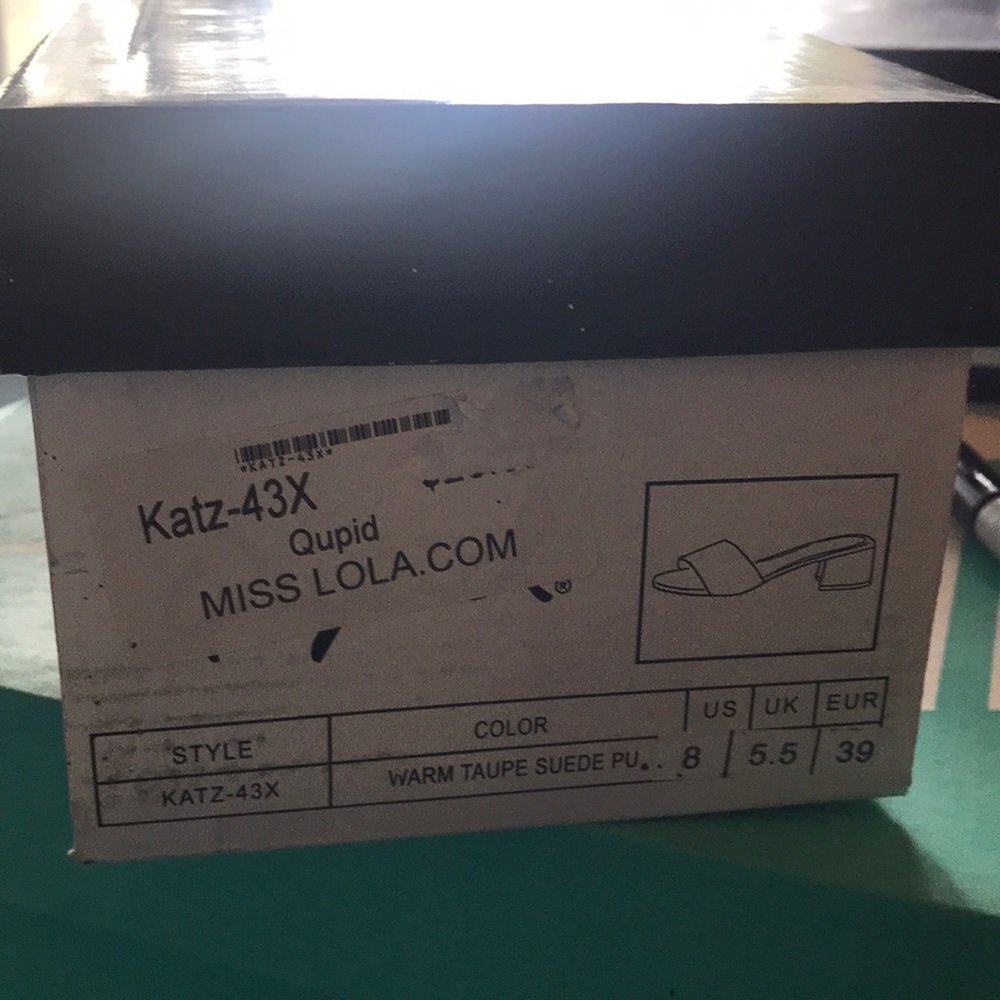 *KATZ-43X*
Katz-43X
Qupid
MISS LOLA.COM
®
STYLE COLOR US UK EUR
KATZ-43X WARM TAUPE SUEDE PU 8 5.5 39